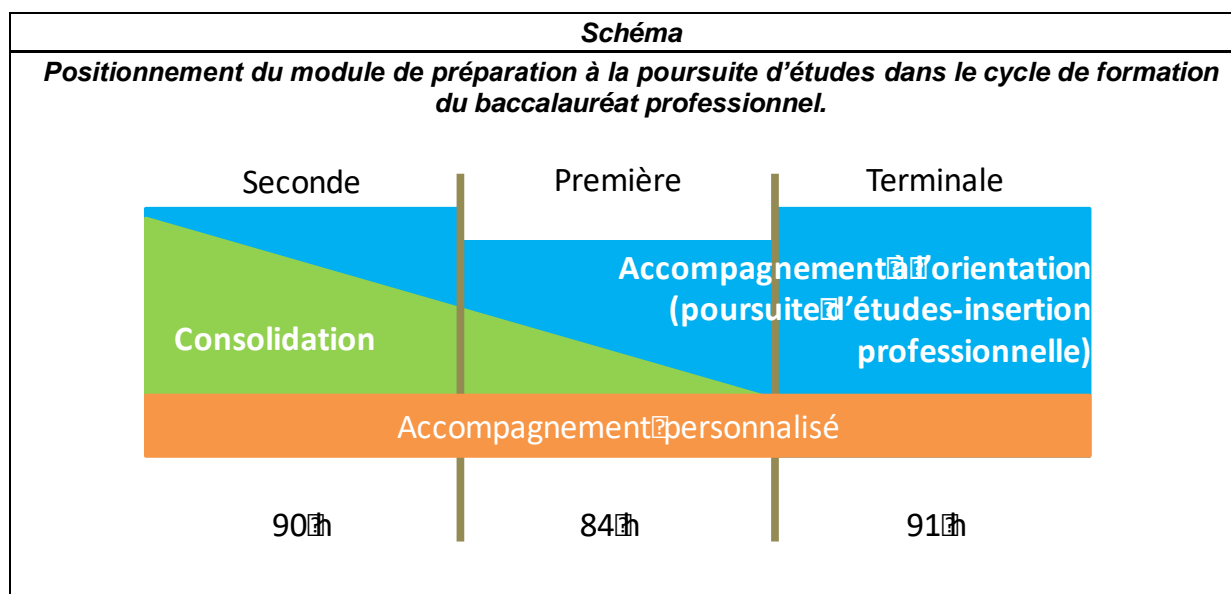 Schéma
Positionnement du module de préparation à la poursuite d'études dans le cycle de formation
du baccalauréat professionnel.
Seconde
Première
Terminale
Accompagnement à l'orientation
(poursuite d'études-insertion
professionnelle)
Consolidation
Accompagnement personnalisé
90 h
84 h
91 h